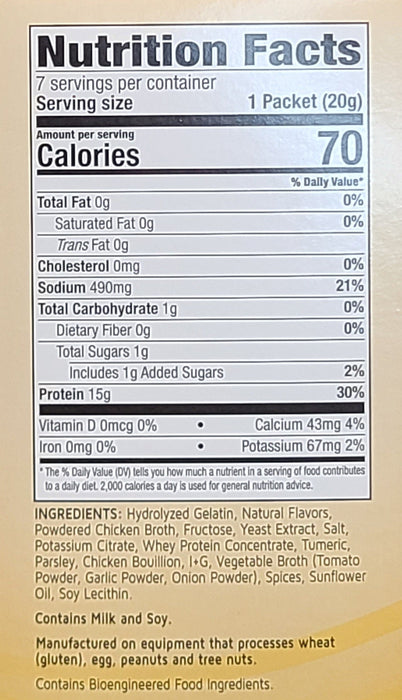 Nutrition Facts
7 servings per container
Serving size 1 Packet (20g)
Amount per serving
Calories 70
% Daily Value*
Total Fat 0g 0%
Saturated Fat 0g 0%
Trans Fat 0g
Cholesterol 0mg 0%
Sodium 490mg 21%
Total Carbohydrate 1g 0%
Dietary Fiber 0g 0%
Total Sugars 1g
Includes 1g Added Sugars 2%
Protein 15g 30%
Vitamin D 0mcg 0% • Calcium 43mg 4%
Iron 0mg 0% • Potassium 67mg 2%
* The % Daily Value (DV) tells you how much a nutrient in a serving of food contributes
to a daily diet. 2,000 calories a day is used for general nutrition advice.
INGREDIENTS: Hydrolyzed Gelatin, Natural Flavors,
Powdered Chicken Broth, Fructose, Yeast Extract, Salt,
Potassium Citrate, Whey Protein Concentrate, Tumeric,
Parsley, Chicken Bouillion, I+G, Vegetable Broth (Tomato
Powder, Garlic Powder, Onion Powder), Spices, Sunflower
Oil, Soy Lecithin.
Contains Milk and Soy.
Manufactured on equipment that processes wheat
(gluten), egg, peanuts and tree nuts.
Contains Bioengineered Food Ingredients.